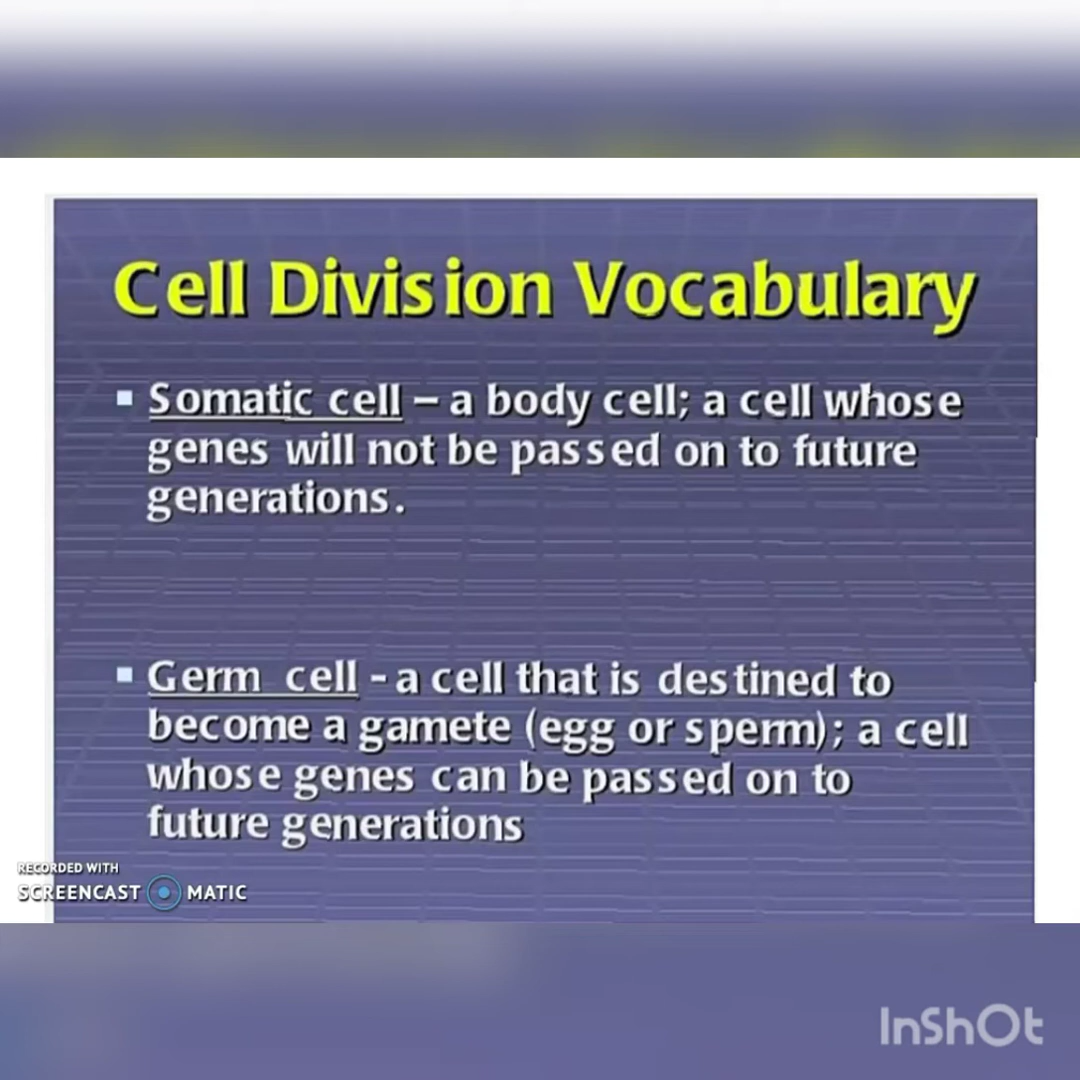 Cell Division Vocabulary
Somatic cell – a body cell; a cell whose
genes will not be passed on to future
generations.
Germ cell - a cell that is destined to
become a gamete (egg or sperm); a cell
whose genes can be passed on to
future generations
RECORDED WITH
SCREENCAST MATIC
InShOt